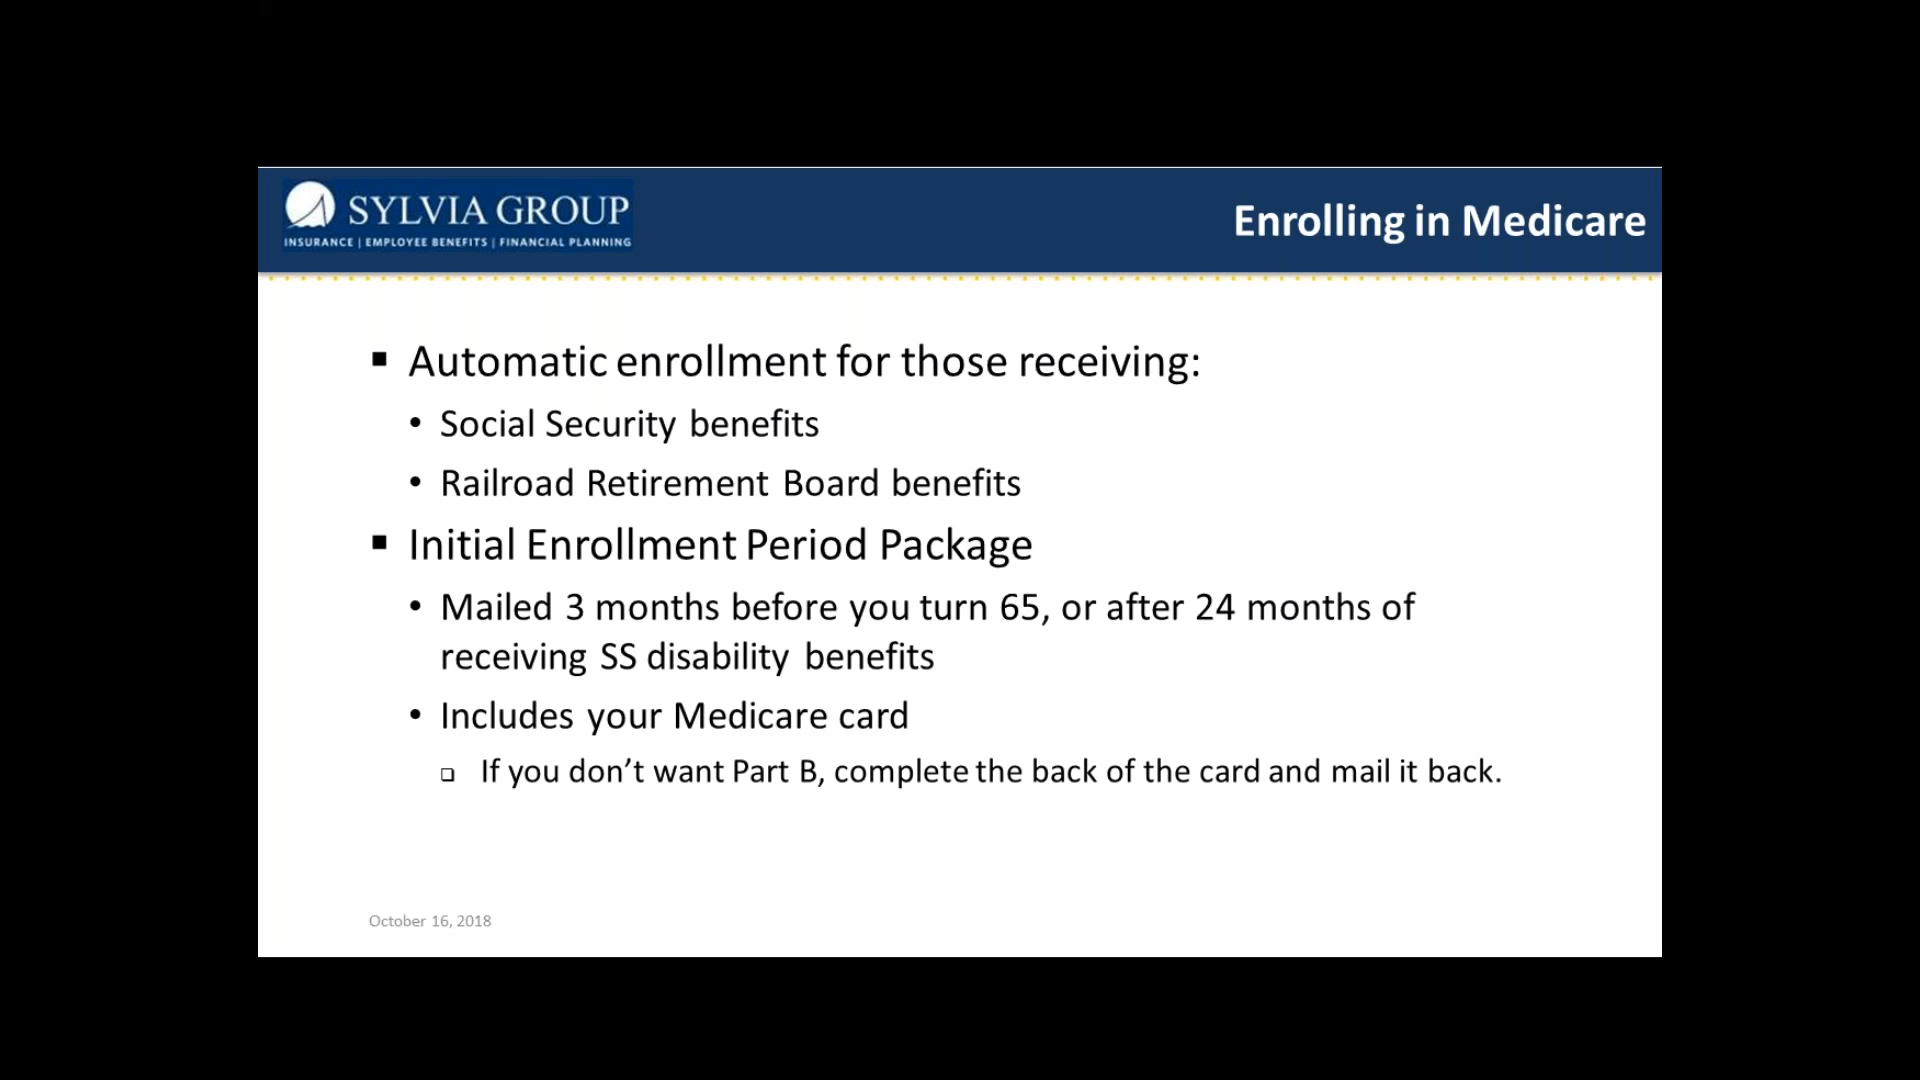 SYLVIA GROUP
INSURANCE | EMPLOYEE BENEFITS | FINANCIAL PLANNING
Enrolling in Medicare
▪ Automatic enrollment for those receiving:
• Social Security benefits
• Railroad Retirement Board benefits
▪ Initial Enrollment Period Package
• Mailed 3 months before you turn 65, or after 24 months of
receiving SS disability benefits
• Includes your Medicare card
❑ If you don’t want Part B, complete the back of the card and mail it back.
October 16, 2018